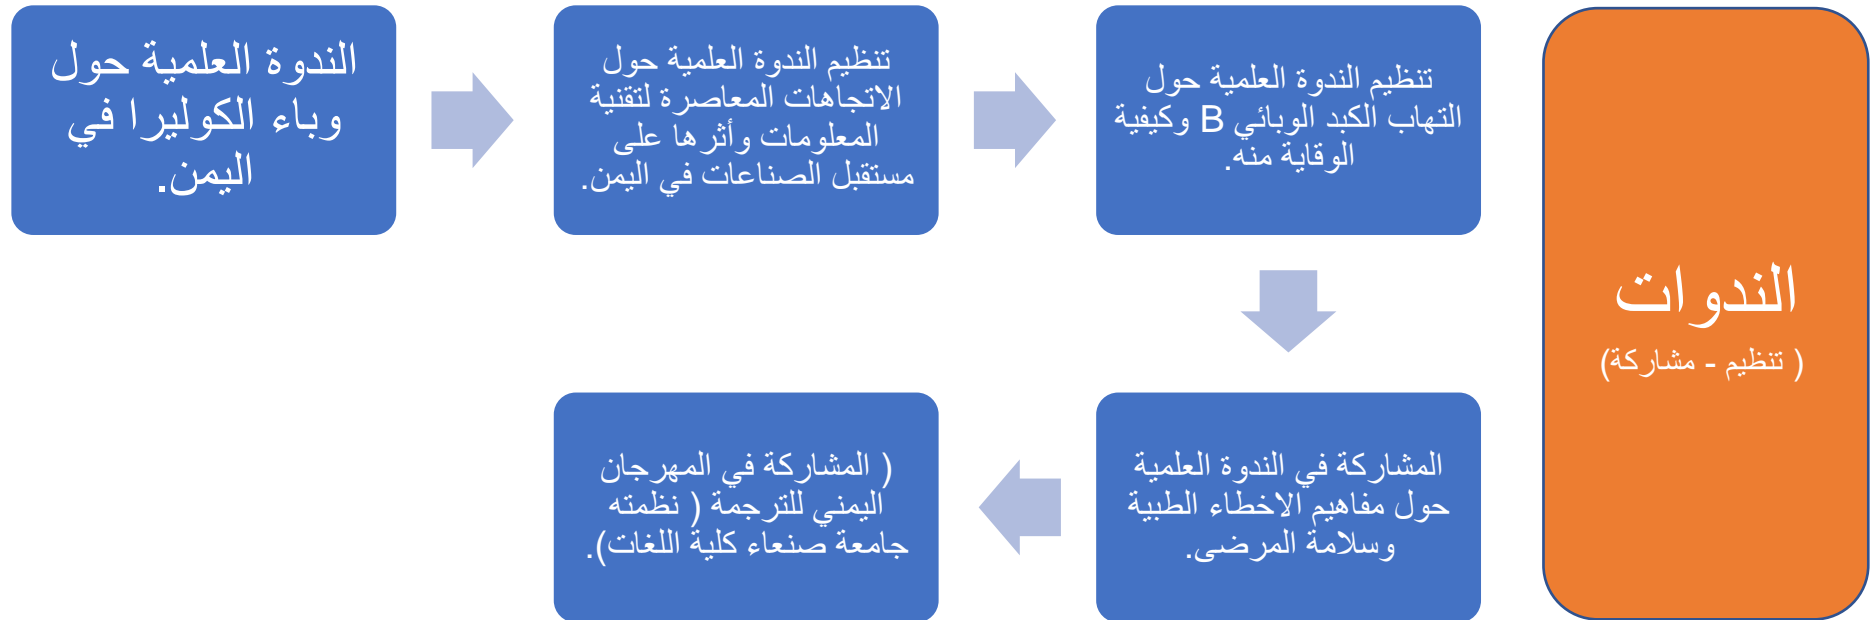 الندوة العلمية حول
وباء الكوليرا في
اليمن.
تنظيم الندوة العلمية حول
الاتجاهات المعاصرة لتقنية
المعلومات وأثرها على
مستقبل الصناعات في اليمن.
تنظيم الندوة العلمية حول
التهاب الكبد الوبائي B وكيفية
الوقاية منه.
المشاركة في الندوة العلمية
حول مفاهيم الاخطاء الطبية
وسلامة المرضى.
( المشاركة في المهرجان
اليمني للترجمة ( نظمته
جامعة صنعاء كلية اللغات).
الندوات
( تنظيم - مشاركة)